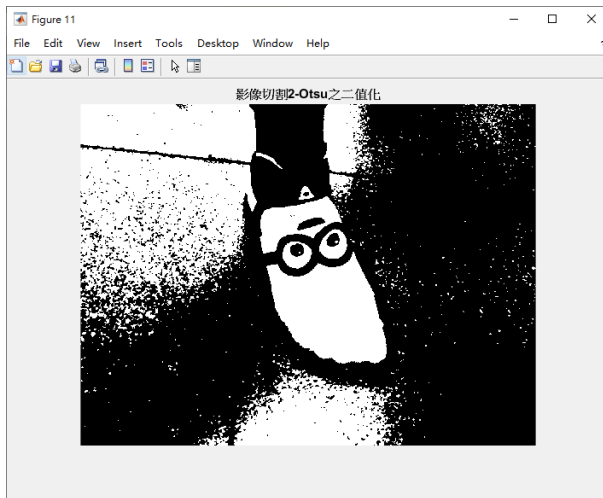 Figure 11
File Edit View Insert Tools Desktop Window Help
影像切割2-Otsu之二值化